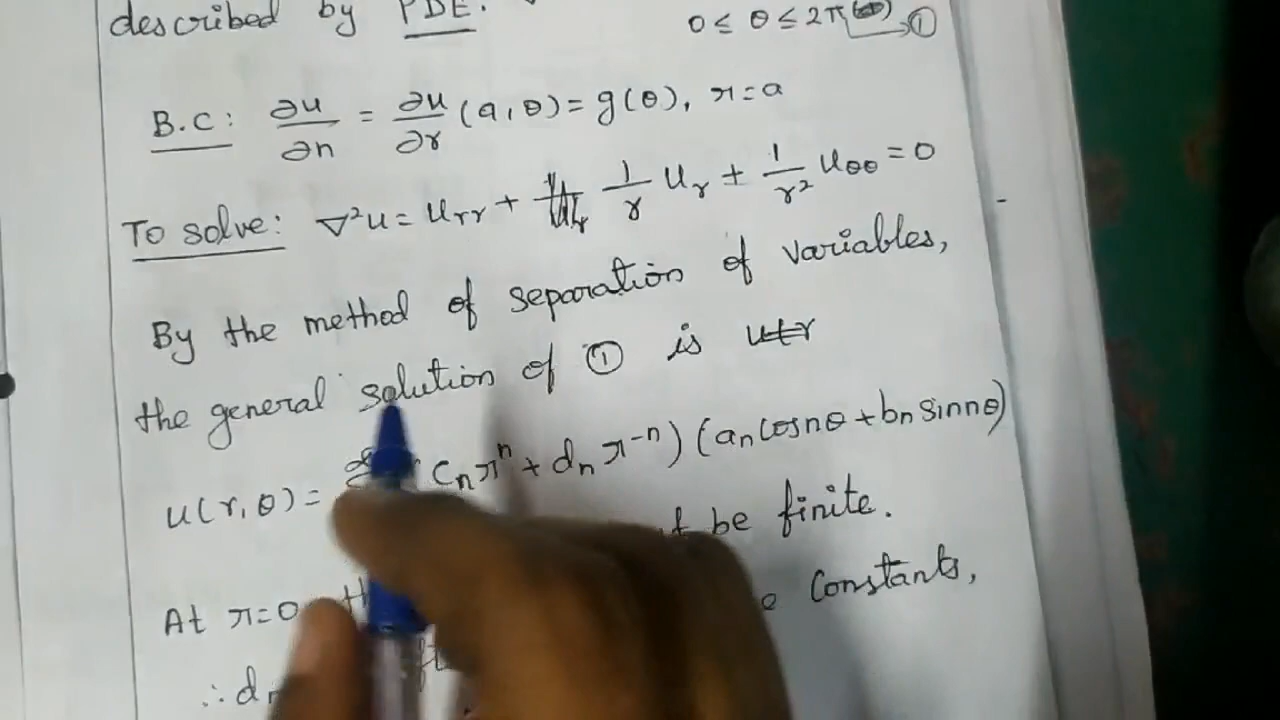 described by PDE.
0 ≤ θ ≤ 2π ①
B.C: ∂u/∂n = ∂u/∂r (a, θ) = g(θ), r=a
To solve: ∇²u = u_rr + 1/r u_r + 1/r² u_θθ = 0
By the method of separation of variables,
the general solution of ① is
u(r, θ) = (c_n r^n + d_n r^-n) (a_n cos nθ + b_n sin nθ)
be finite.
At r=0
constants,
∴ d